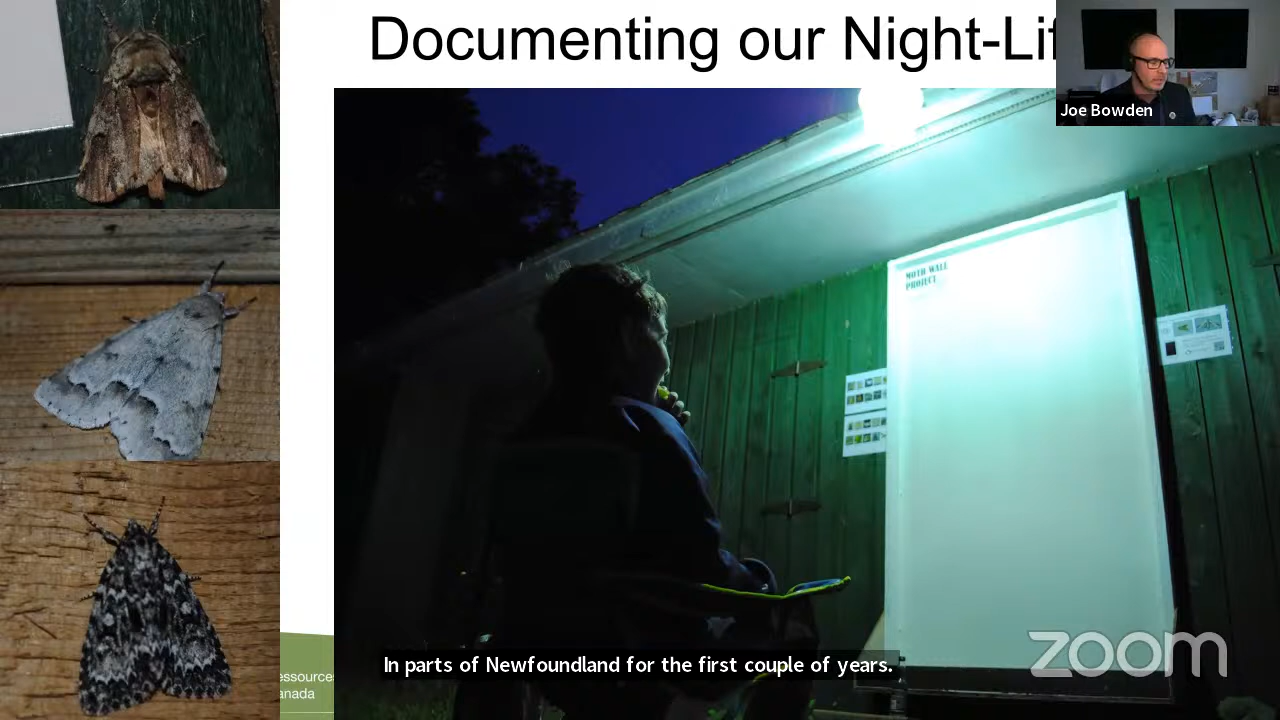 Documenting our Night-Lif
Joe Bowden
MOTH WALL
PROJECT
essources
anada
In parts of Newfoundland for the first couple of years.
zoom